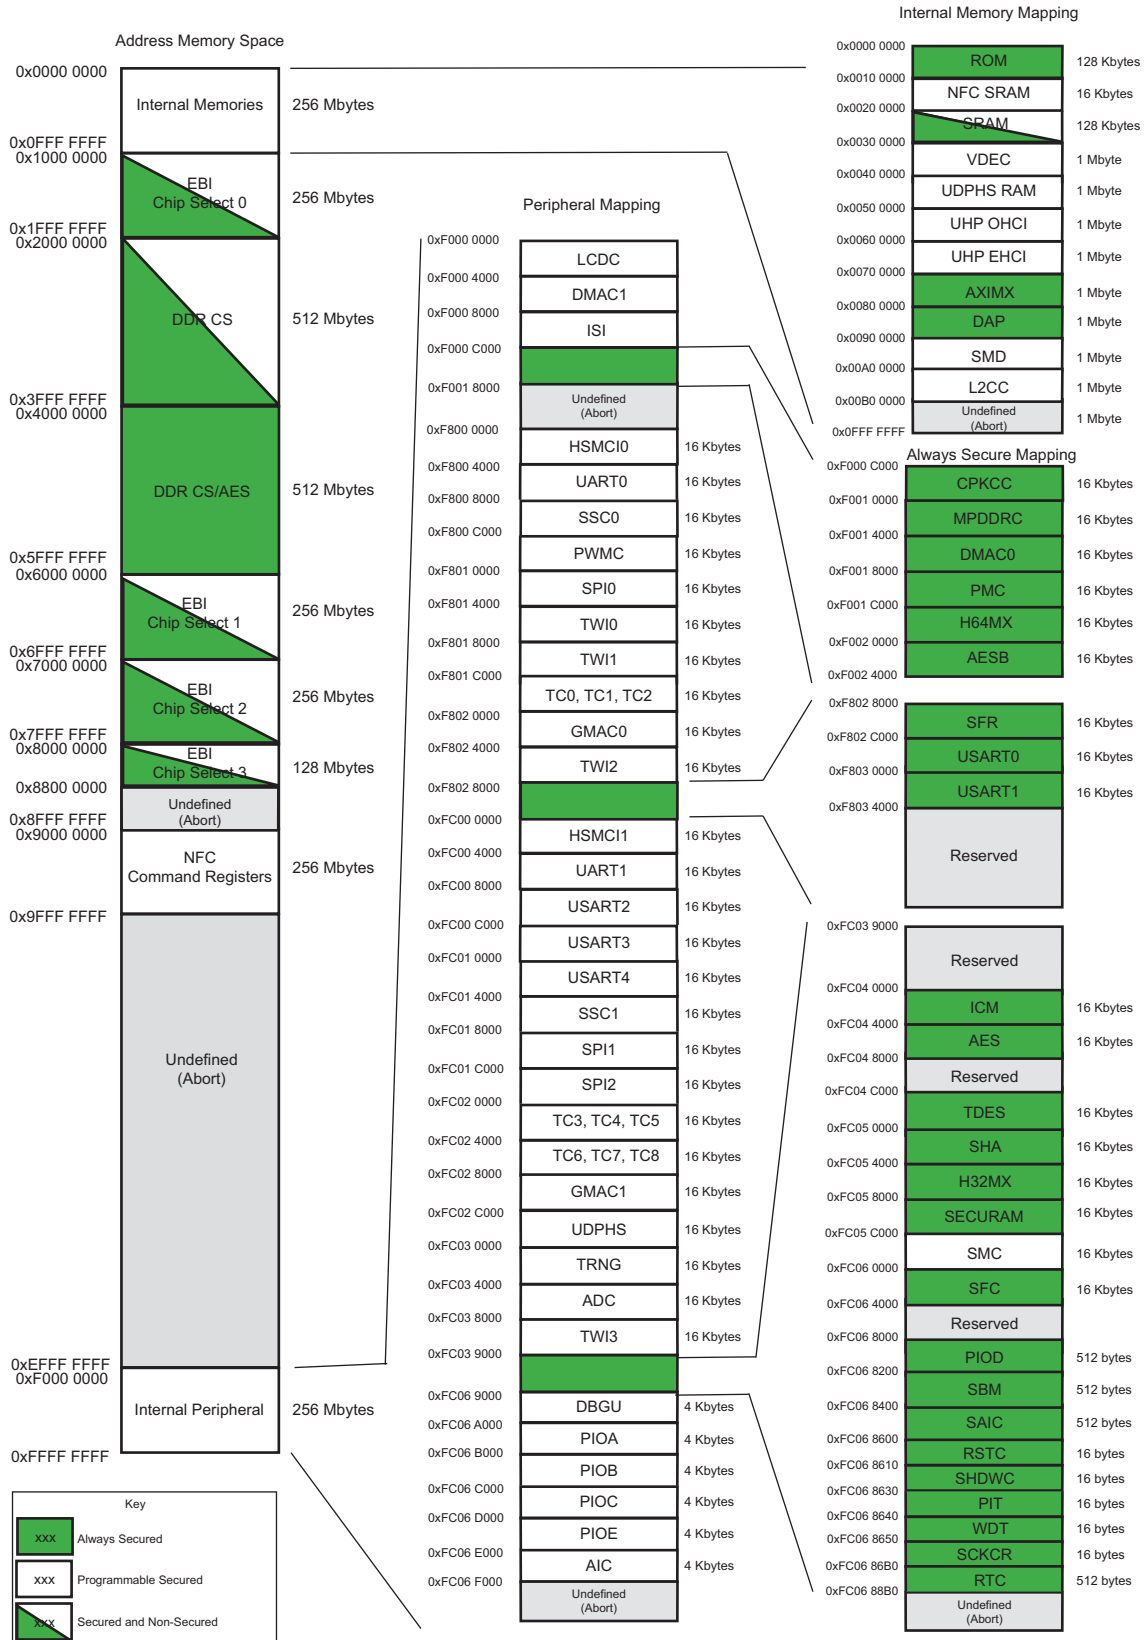 Address Memory Space
0x0000 0000
Internal Memories
256 Mbytes
0x0FFF FFFF
0x1000 0000
EBI
Chip Select 0
256 Mbytes
0x1FFF FFFF
0x2000 0000
DDR CS
512 Mbytes
0x3FFF FFFF
0x4000 0000
DDR CS/AES
512 Mbytes
0x5FFF FFFF
0x6000 0000
EBI
Chip Select 1
256 Mbytes
0x6FFF FFFF
0x7000 0000
EBI
Chip Select 2
256 Mbytes
0x7FFF FFFF
0x8000 0000
EBI
Chip Select 3
128 Mbytes
0x8800 0000
Undefined
(Abort)
0x8FFF FFFF
0x9000 0000
NFC
Command Registers
256 Mbytes
0x9FFF FFFF
Undefined
(Abort)
0xEFFF FFFF
0xF000 0000
Internal Peripheral
256 Mbytes
0xFFFF FFFF
Key
xxx Always Secured
xxx Programmable Secured
xxx Secured and Non-Secured
Peripheral Mapping
0xF000 0000
LCDC
0xF000 4000
DMAC1
0xF000 8000
ISI
0xF000 C000
0xF001 8000
Undefined
(Abort)
0xF800 0000
HSMCI0 16 Kbytes
0xF800 4000
UART0 16 Kbytes
0xF800 8000
SSC0 16 Kbytes
0xF800 C000
PWMC 16 Kbytes
0xF801 0000
SPI0 16 Kbytes
0xF801 4000
TWI0 16 Kbytes
0xF801 8000
TWI1 16 Kbytes
0xF801 C000
TC0, TC1, TC2 16 Kbytes
0xF802 0000
GMAC0 16 Kbytes
0xF802 4000
TWI2 16 Kbytes
0xF802 8000
0xFC00 0000
HSMCI1 16 Kbytes
0xFC00 4000
UART1 16 Kbytes
0xFC00 8000
USART2 16 Kbytes
0xFC00 C000
USART3 16 Kbytes
0xFC01 0000
USART4 16 Kbytes
0xFC01 4000
SSC1 16 Kbytes
0xFC01 8000
SPI1 16 Kbytes
0xFC01 C000
SPI2 16 Kbytes
0xFC02 0000
TC3, TC4, TC5 16 Kbytes
0xFC02 4000
TC6, TC7, TC8 16 Kbytes
0xFC02 8000
GMAC1 16 Kbytes
0xFC02 C000
UDPHS 16 Kbytes
0xFC03 0000
TRNG 16 Kbytes
0xFC03 4000
ADC 16 Kbytes
0xFC03 8000
TWI3 16 Kbytes
0xFC03 9000
0xFC06 9000
DBGU 4 Kbytes
0xFC06 A000
PIOA 4 Kbytes
0xFC06 B000
PIOB 4 Kbytes
0xFC06 C000
PIOC 4 Kbytes
0xFC06 D000
PIOE 4 Kbytes
0xFC06 E000
AIC 4 Kbytes
0xFC06 F000
Undefined
(Abort)
Internal Memory Mapping
0x0000 0000
ROM 128 Kbytes
0x0010 0000
NFC SRAM 16 Kbytes
0x0020 0000
SRAM 128 Kbytes
0x0030 0000
VDEC 1 Mbyte
0x0040 0000
UDPHS RAM 1 Mbyte
0x0050 0000
UHP OHCI 1 Mbyte
0x0060 0000
UHP EHCI 1 Mbyte
0x0070 0000
AXIMX 1 Mbyte
0x0080 0000
DAP 1 Mbyte
0x0090 0000
SMD 1 Mbyte
0x00A0 0000
L2CC 1 Mbyte
0x00B0 0000
Undefined
(Abort)
1 Mbyte
0x0FFF FFFF
Always Secure Mapping
0xF000 C000
CPKCC 16 Kbytes
0xF001 0000
MPDDRC 16 Kbytes
0xF001 4000
DMAC0 16 Kbytes
0xF001 8000
PMC 16 Kbytes
0xF001 C000
H64MX 16 Kbytes
0xF002 0000
AESB 16 Kbytes
0xF002 4000
0xF802 8000
SFR 16 Kbytes
0xF802 C000
USART0 16 Kbytes
0xF803 0000
USART1 16 Kbytes
0xF803 4000
Reserved
0xFC03 9000
Reserved
0xFC04 0000
ICM 16 Kbytes
0xFC04 4000
AES 16 Kbytes
0xFC04 8000
Reserved
0xFC04 C000
TDES 16 Kbytes
0xFC05 0000
SHA 16 Kbytes
0xFC05 4000
H32MX 16 Kbytes
0xFC05 8000
SECURAM 16 Kbytes
0xFC05 C000
SMC 16 Kbytes
0xFC06 0000
SFC 16 Kbytes
0xFC06 4000
Reserved
0xFC06 8000
PIOD 512 bytes
0xFC06 8200
SBM 512 bytes
0xFC06 8400
SAIC 512 bytes
0xFC06 8600
RSTC 16 bytes
0xFC06 8610
SHDWC 16 bytes
0xFC06 8630
PIT 16 bytes
0xFC06 8640
WDT 16 bytes
0xFC06 8650
SCKCR 16 bytes
0xFC06 86B0
RTC 512 bytes
0xFC06 88B0
Undefined
(Abort)